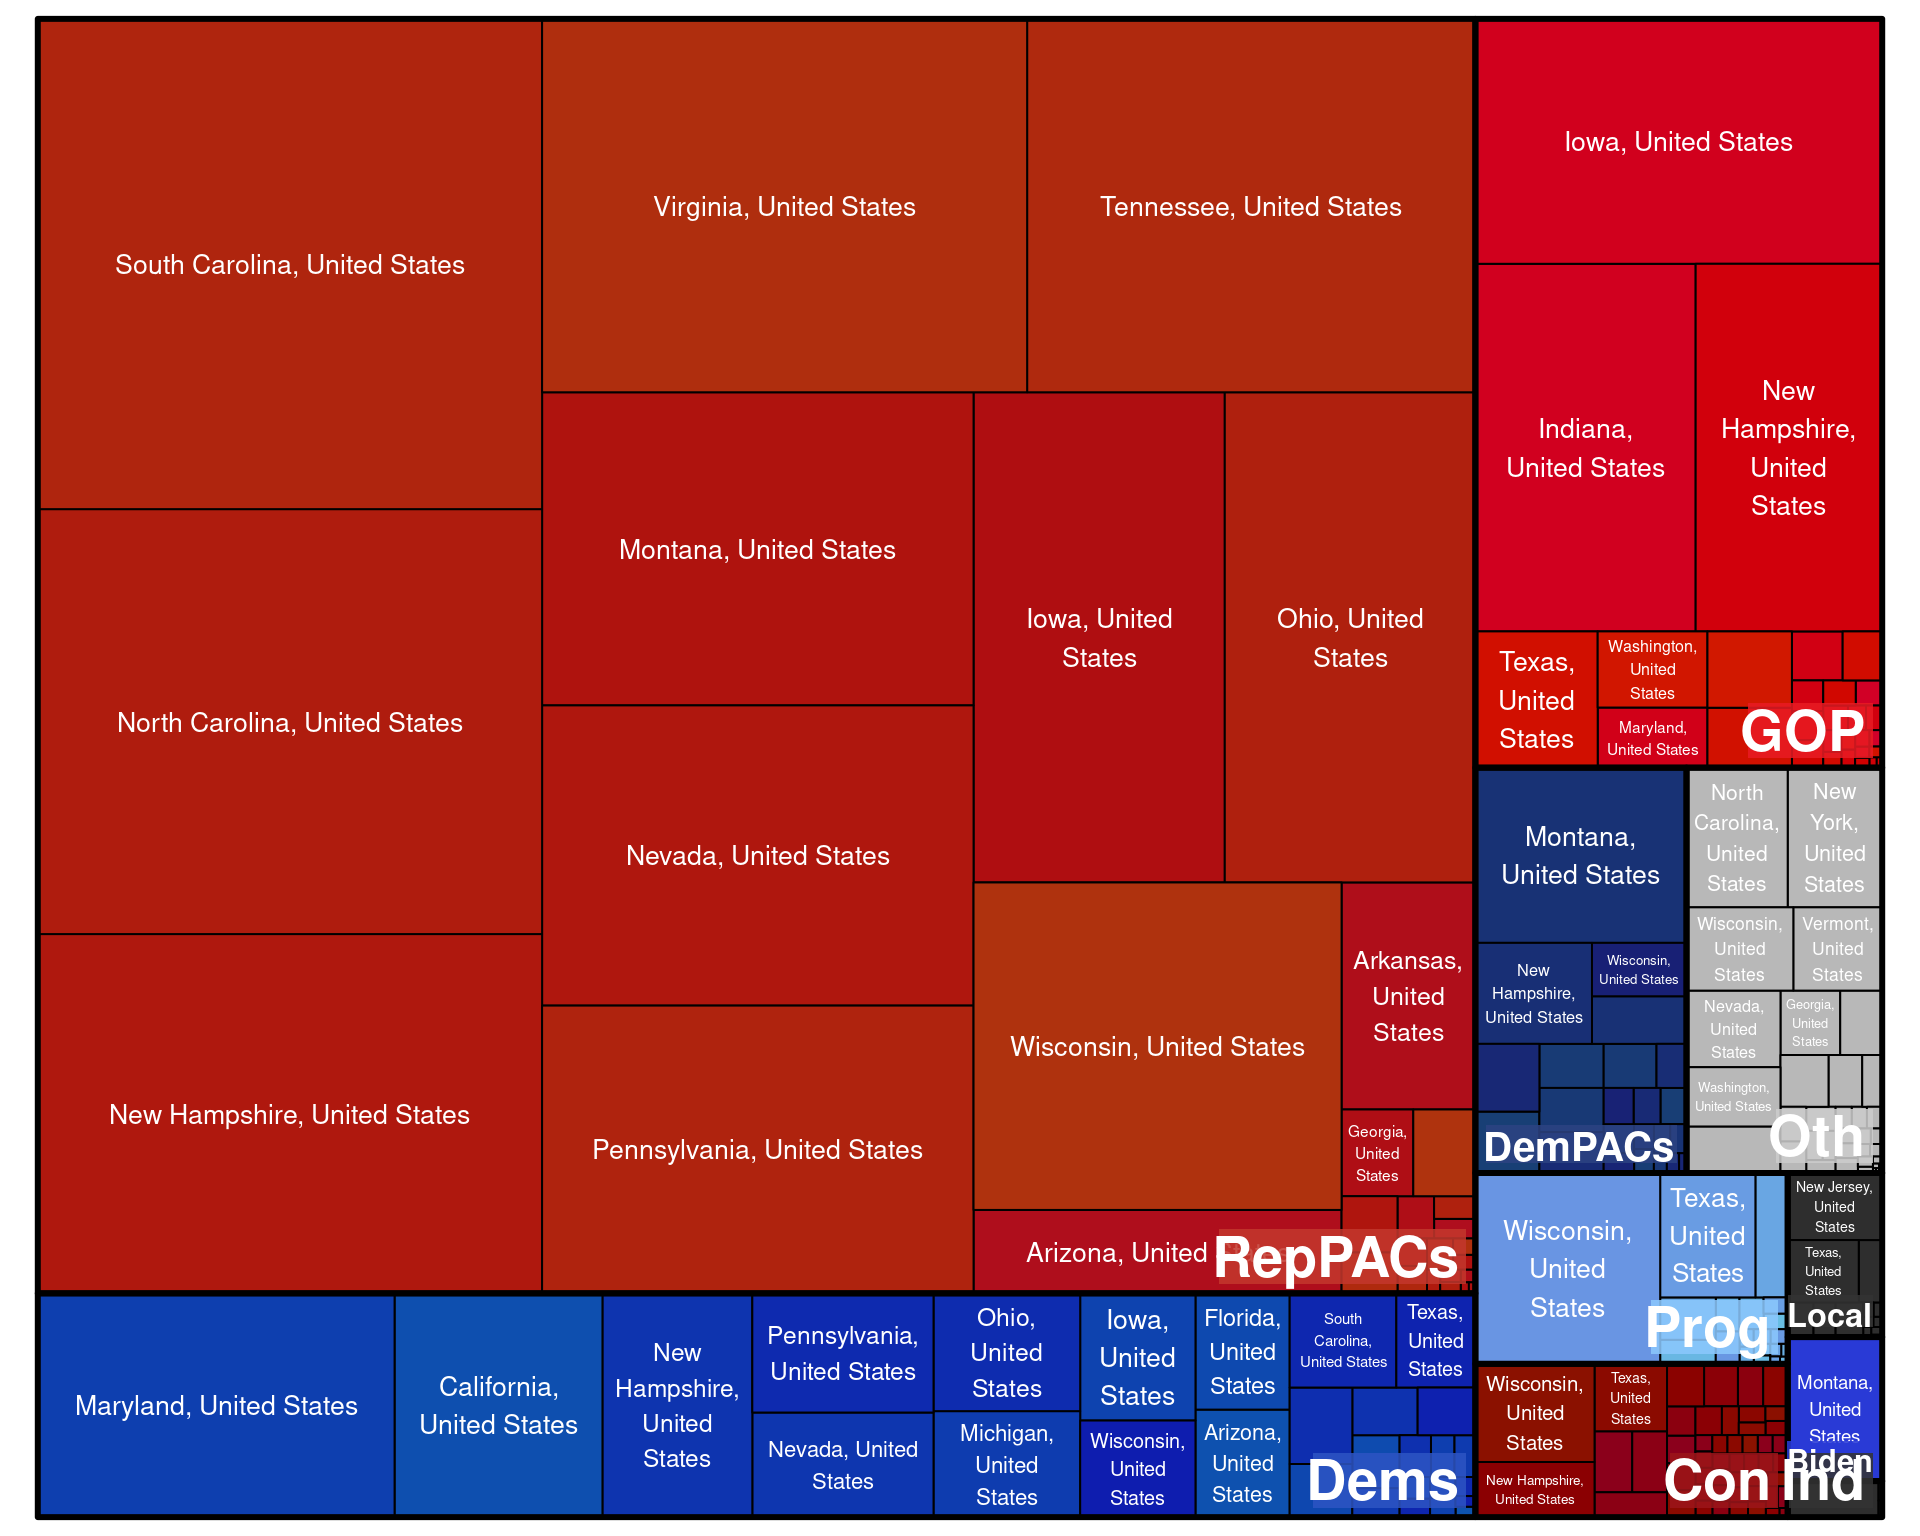 South Carolina, United States
Virginia, United States
Tennessee, United States
North Carolina, United States
Montana, United States
Iowa, United
States
Ohio, United
States
Nevada, United States
New Hampshire, United States
Pennsylvania, United States
Wisconsin, United States
Arkansas,
United
States
Georgia,
United
States
Arizona, United
RepPACs
Iowa, United States
Indiana,
United States
New
Hampshire,
United
States
Texas,
United
States
Washington,
United
States
Maryland,
United States
GOP
Montana,
United States
New
Hampshire,
United States
Wisconsin,
United States
DemPACs
North
Carolina,
United
States
New
York,
United
States
Wisconsin,
United
States
Vermont,
United
States
Nevada,
United
States
Georgia,
United
States
Washington,
United States
Oth
Wisconsin,
United
States
Texas,
United
States
Prog
New Jersey,
United
States
Texas,
United
States
Local
Maryland, United States
California,
United States
New
Hampshire,
United
States
Pennsylvania,
United States
Nevada, United
States
Ohio,
United
States
Michigan,
United
States
Iowa,
United
States
Wisconsin,
United
States
Florida,
United
States
Arizona,
United
States
South
Carolina,
United States
Texas,
United
States
Dems
Wisconsin,
United
States
Texas,
United
States
New Hampshire,
United States
Con
Montana,
United
States
Biden
Ind